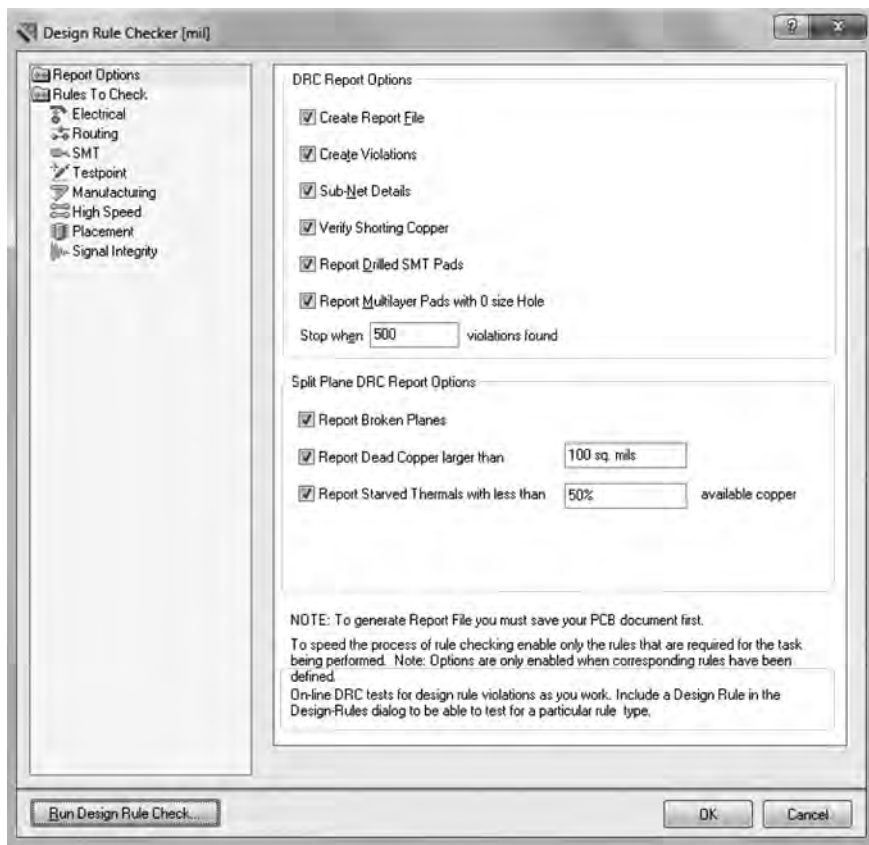 Design Rule Checker [mil]
Report Options
Rules To Check
Electrical
Routing
SMT
Testpoint
Manufacturing
High Speed
Placement
Signal Integrity
DRC Report Options
Create Report File
Create Violations
Sub-Net Details
Verify Shorting Copper
Report Drilled SMT Pads
Report Multilayer Pads with 0 size Hole
Stop when 500 violations found
Split Plane DRC Report Options
Report Broken Planes
Report Dead Copper larger than 100 sq. mils
Report Starved Thermals with less than 50% available copper
NOTE: To generate Report File you must save your PCB document first.
To speed the process of rule checking enable only the rules that are required for the task
being performed. Note: Options are only enabled when corresponding rules have been
defined.
On-line DRC tests for design rule violations as you work. Include a Design Rule in the
Design-Rules dialog to be able to test for a particular rule type.
Run Design Rule Check...
OK
Cancel